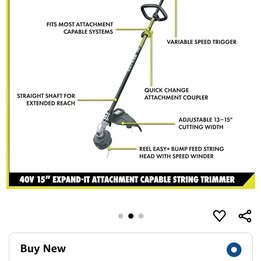 FITS MOST ATTACHMENT
CAPABLE SYSTEMS
VARIABLE SPEED TRIGGER
QUICK CHANGE
ATTACHMENT COUPLER
STRAIGHT SHAFT FOR
EXTENDED REACH
ADJUSTABLE 13-15"
CUTTING WIDTH
REEL EASY+ BUMP FEED STRING
HEAD WITH SPEED WINDER
40V 15" EXPAND-IT ATTACHMENT CAPABLE STRING TRIMMER
Buy New